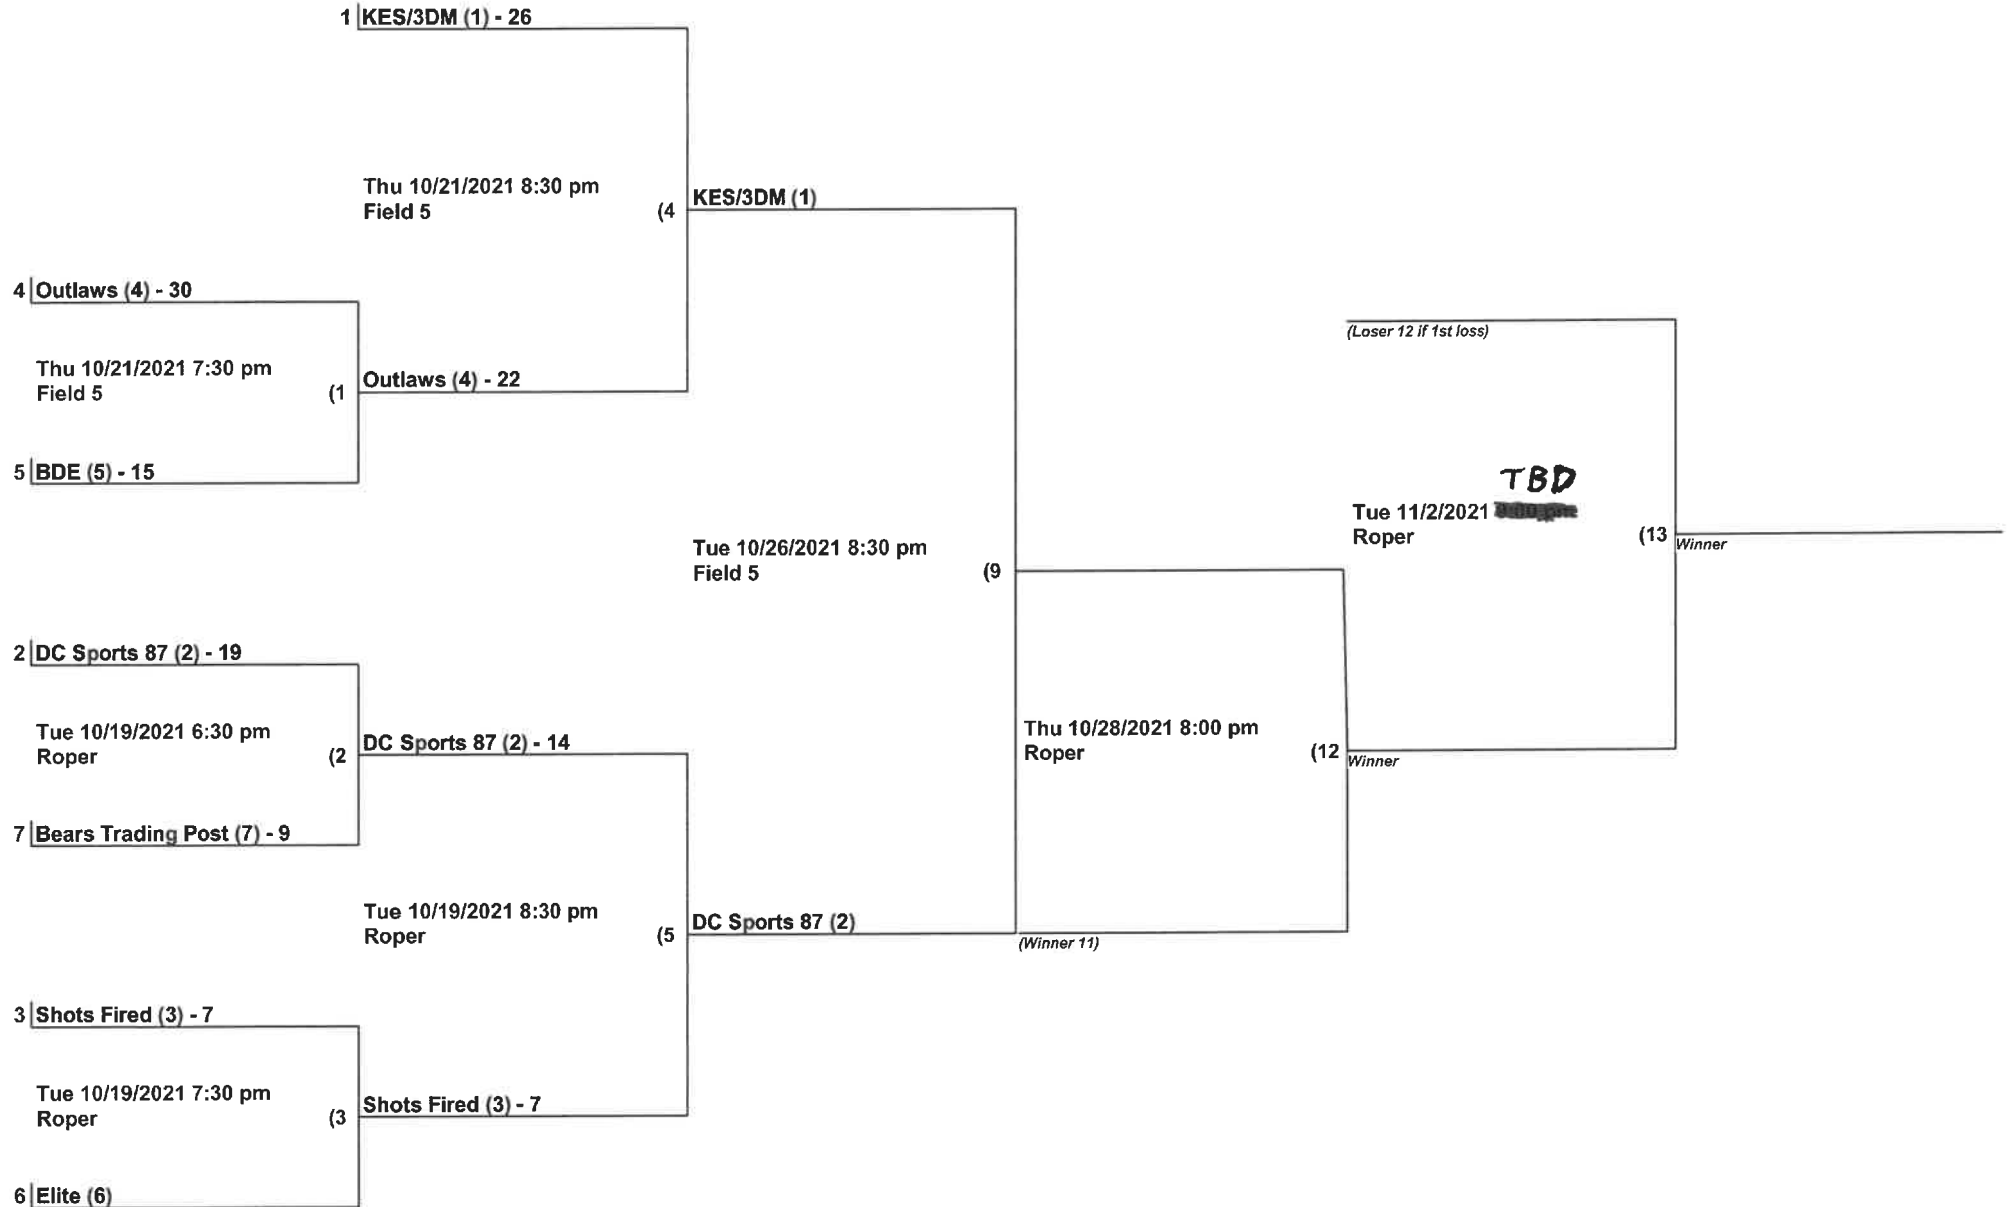 1 KES/3DM (1) - 26
Thu 10/21/2021 8:30 pm
Field 5
(4
KES/3DM (1)
4 Outlaws (4) - 30
Thu 10/21/2021 7:30 pm
Field 5
(1
Outlaws (4) - 22
5 BDE (5) - 15
(Loser 12 if 1st loss)
TBD
Tue 11/2/2021
Roper
(13
Winner
Tue 10/26/2021 8:30 pm
Field 5
(9
2 DC Sports 87 (2) - 19
Tue 10/19/2021 6:30 pm
Roper
(2
DC Sports 87 (2) - 14
7 Bears Trading Post (7) - 9
Thu 10/28/2021 8:00 pm
Roper
(12
Winner
Tue 10/19/2021 8:30 pm
Roper
(5
DC Sports 87 (2)
(Winner 11)
3 Shots Fired (3) - 7
Tue 10/19/2021 7:30 pm
Roper
(3
Shots Fired (3) - 7
6 Elite (6)